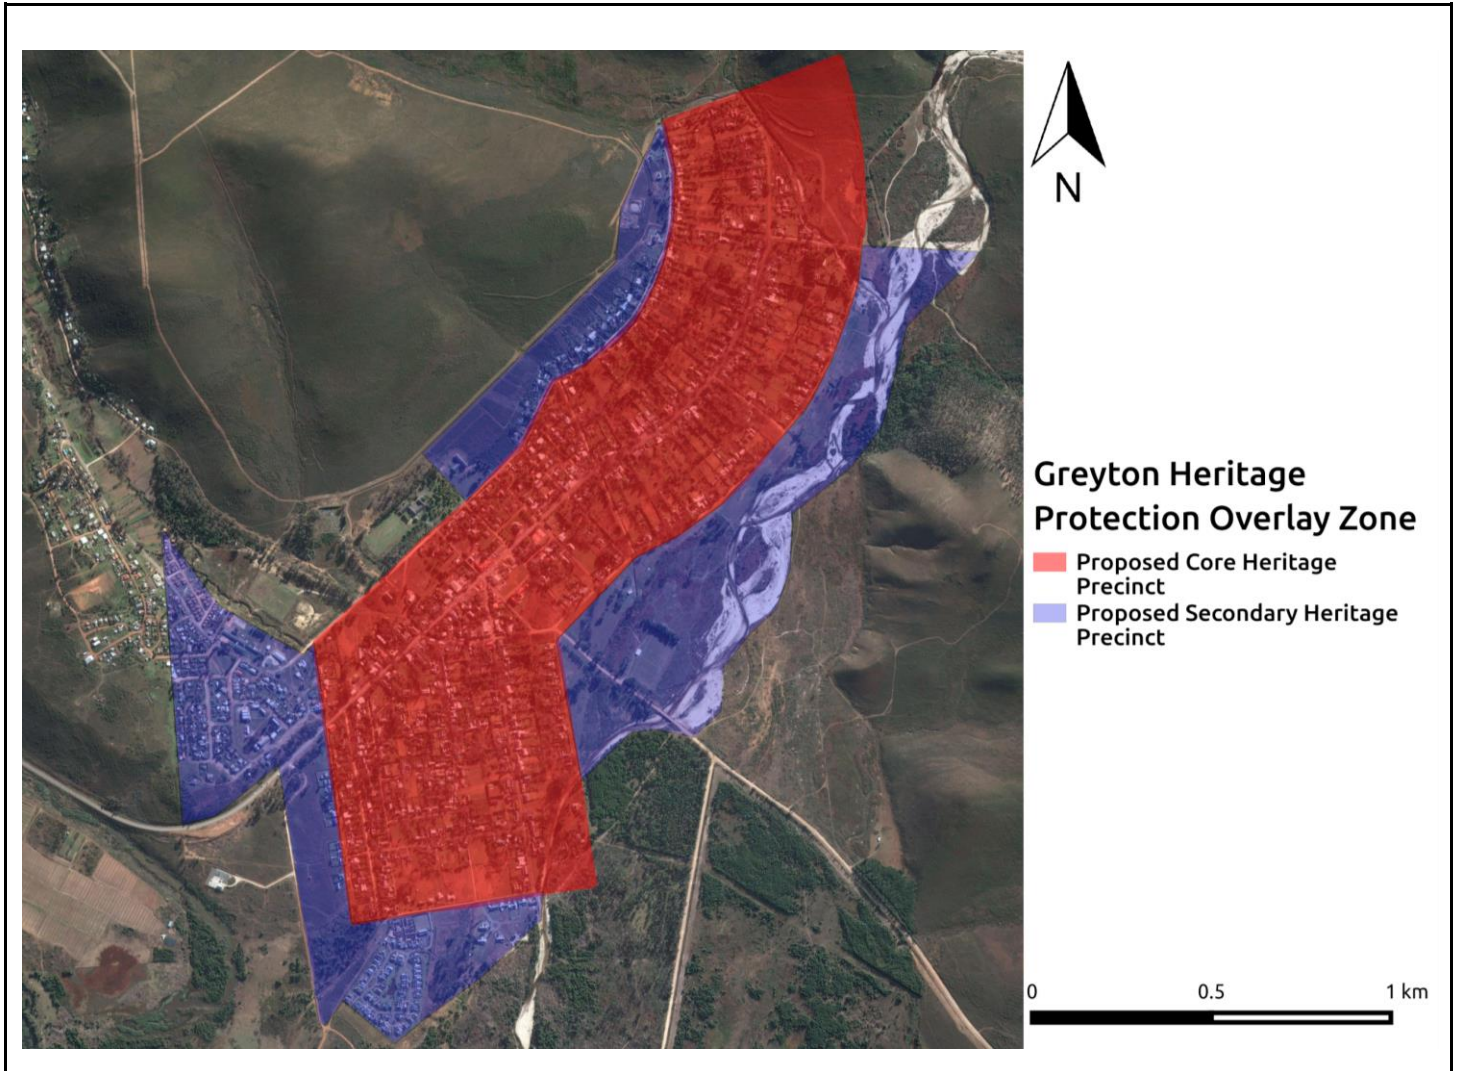 N
Greyton Heritage
Protection Overlay Zone
Proposed Core Heritage
Precinct
Proposed Secondary Heritage
Precinct
0 0.5 1 km